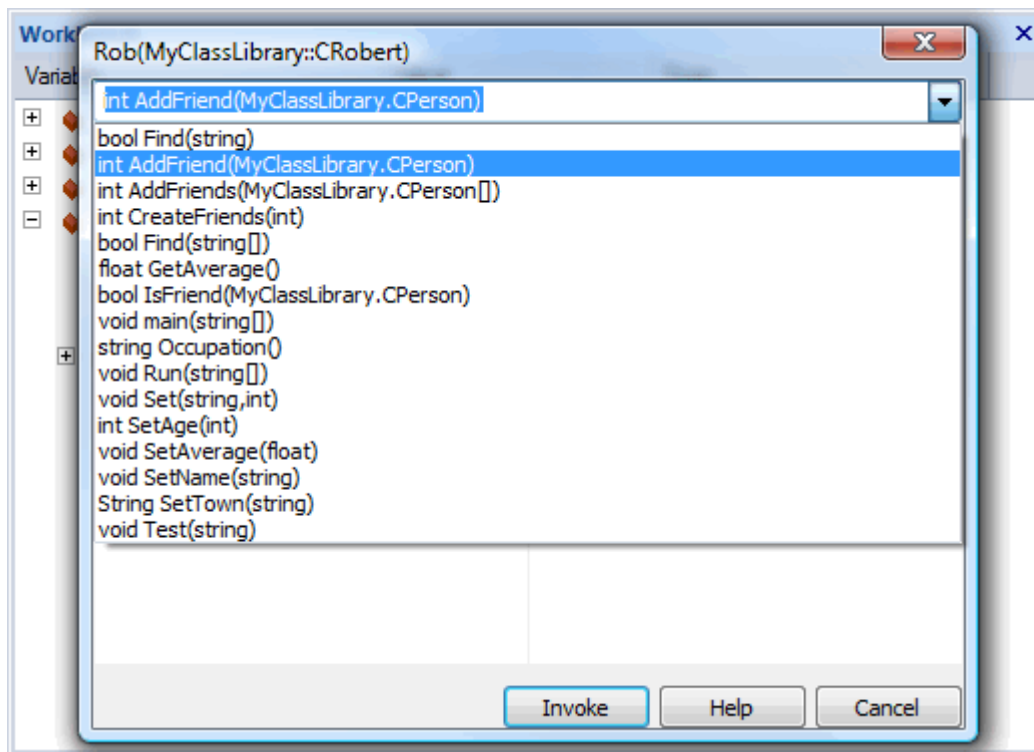 Work
Rob(MyClassLibrary::CRobert)
Variab
int AddFriend(MyClassLibrary.CPerson)
bool Find(string)
int AddFriend(MyClassLibrary.CPerson)
int AddFriends(MyClassLibrary.CPerson[])
int CreateFriends(int)
bool Find(string[])
float GetAverage()
bool IsFriend(MyClassLibrary.CPerson)
void main(string[])
string Occupation()
void Run(string[])
void Set(string,int)
int SetAge(int)
void SetAverage(float)
void SetName(string)
String SetTown(string)
void Test(string)
Invoke Help Cancel